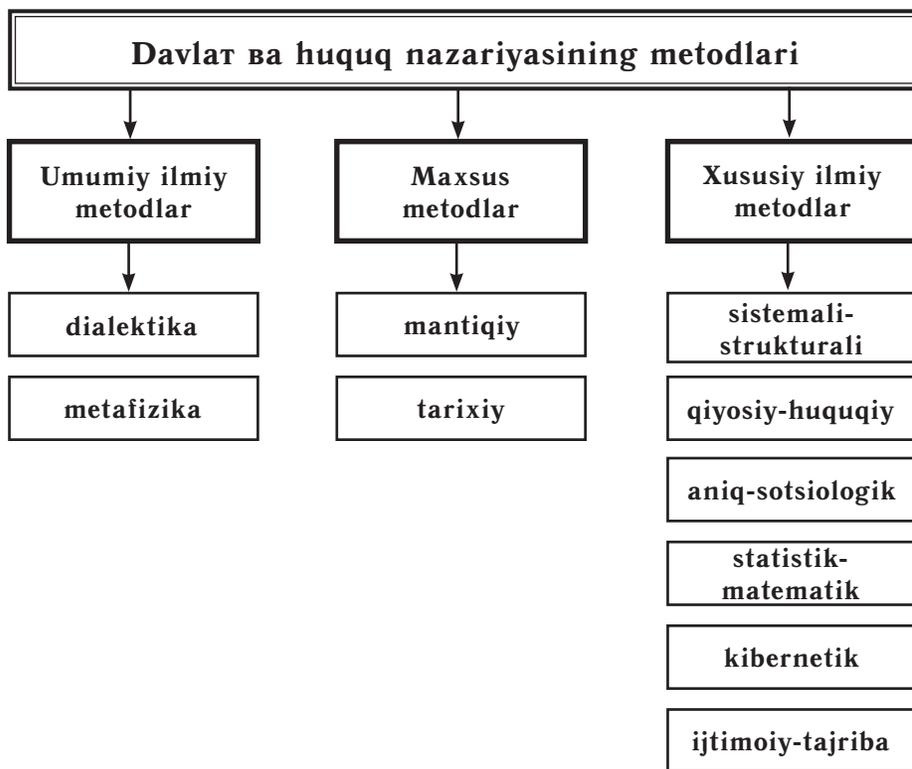 Davlaт ва huquq nazariyasining metodlari
Umumiy ilmiy
metodlar
dialektika
metafizika
Maxsus
metodlar
mantiqiy
tarixiy
Xususiy ilmiy
metodlar
sistemali-
strukturali
qiyosiy-huquqiy
aniq-sotsiologik
statistik-
matematik
kibernetik
ijtimoiy-tajriba